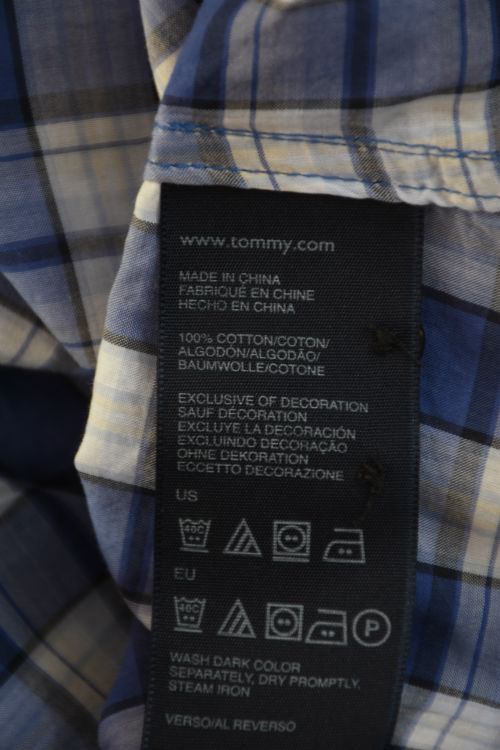 www.tommy.com
MADE IN CHINA
FABRIQUÉ EN CHINE
HECHO EN CHINA
100% COTTON/COTON/
ALGODÓN/ALGODÃO/
BAUMWOLLE/COTONE
EXCLUSIVE OF DECORATION
SAUF DÉCORATION
EXCLUYE LA DECORACIÓN
EXCLUINDO DECORAÇÃO
OHNE DEKORATION
ECCETTO DECORAZIONE
US
40C
EU
40C P
WASH DARK COLOR
SEPARATELY, DRY PROMPTLY,
STEAM IRON
VERSO/AL REVERSO